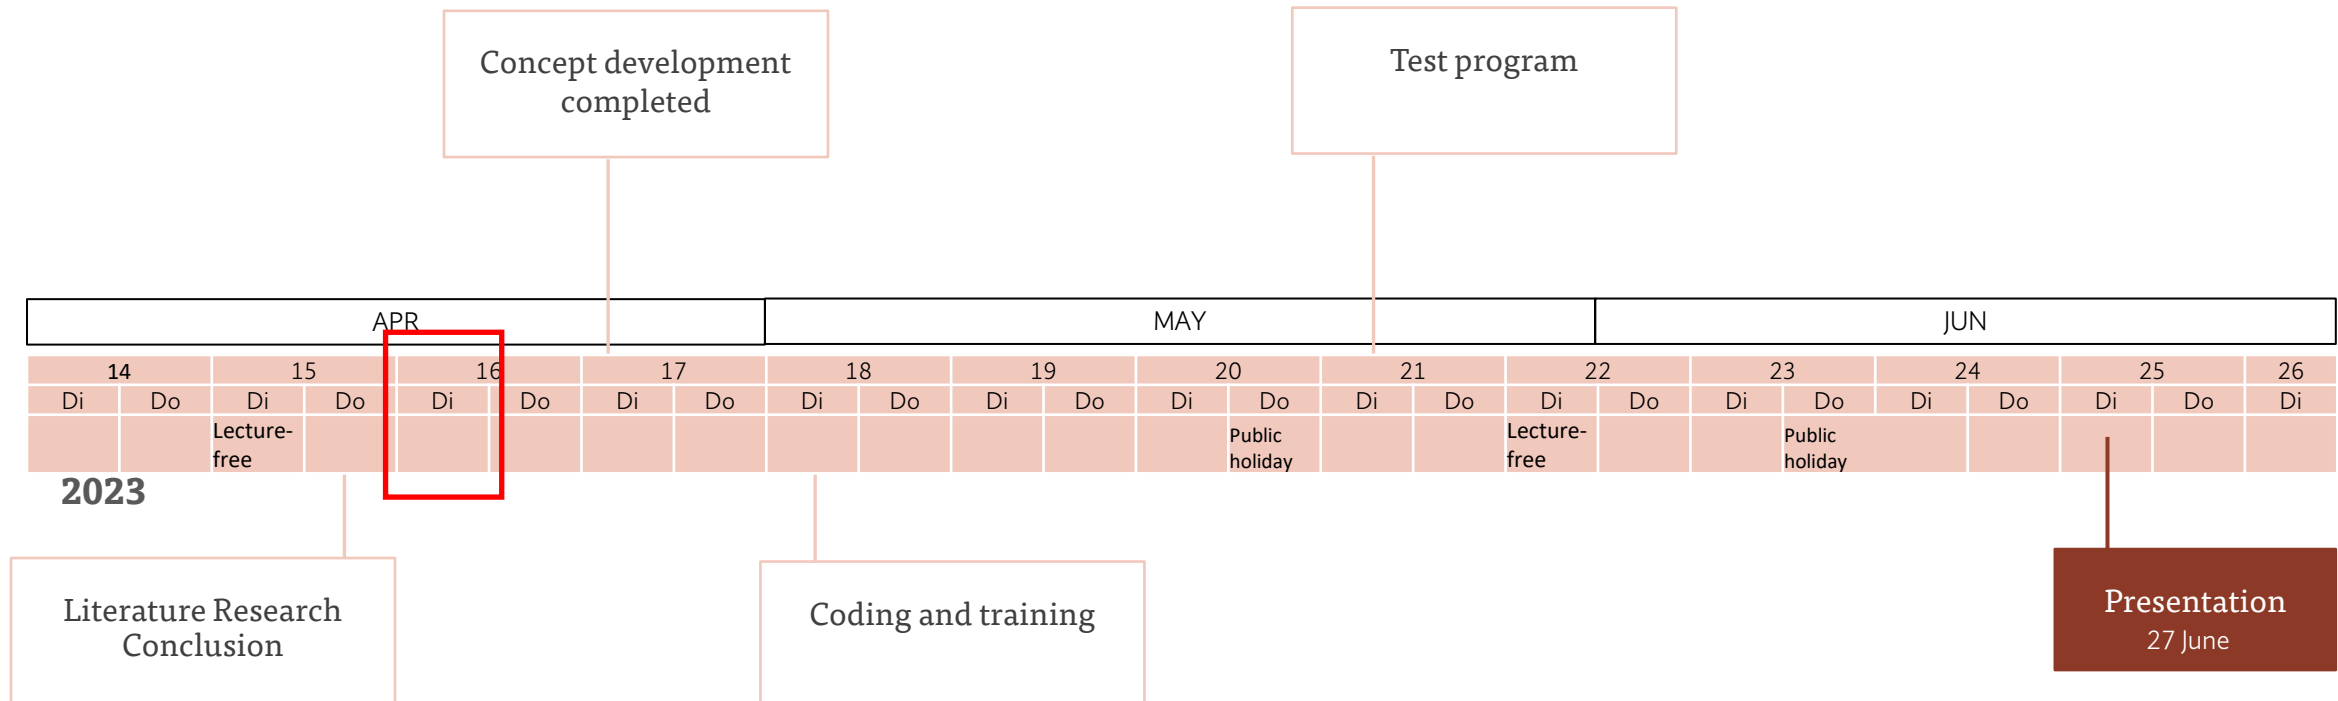 Concept development
completed
Test program
APR MAY JUN
14 15 16 17 18 19 20 21 22 23 24 25 26
Di Do Di Do Di Do Di Do Di Do Di Do Di Do Di Do Di Do Di Do Di Do Di Do Di
Lecture-
free
Public
holiday
Lecture-
free
Public
holiday
2023
Literature Research
Conclusion
Coding and training
Presentation
27 June